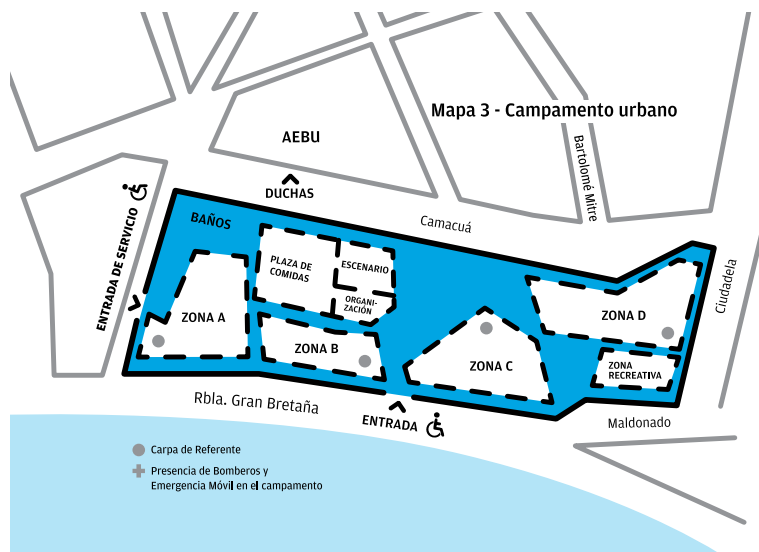 Mapa 3 - Campamento urbano
AEBU
Bartolomé Mitre
DUCHAS
Camacuá
BAÑOS
ENTRADA DE SERVICIO
PLAZA DE
COMIDAS
ESCENARIO
ORGANI-
ZACIÓN
Ciudadela
ZONA A
ZONA B
ZONA C
ZONA D
ZONA
RECREATIVA
Rbla. Gran Bretaña
ENTRADA
Maldonado
Carpa de Referente
Presencia de Bomberos y
Emergencia Móvil en el campamento